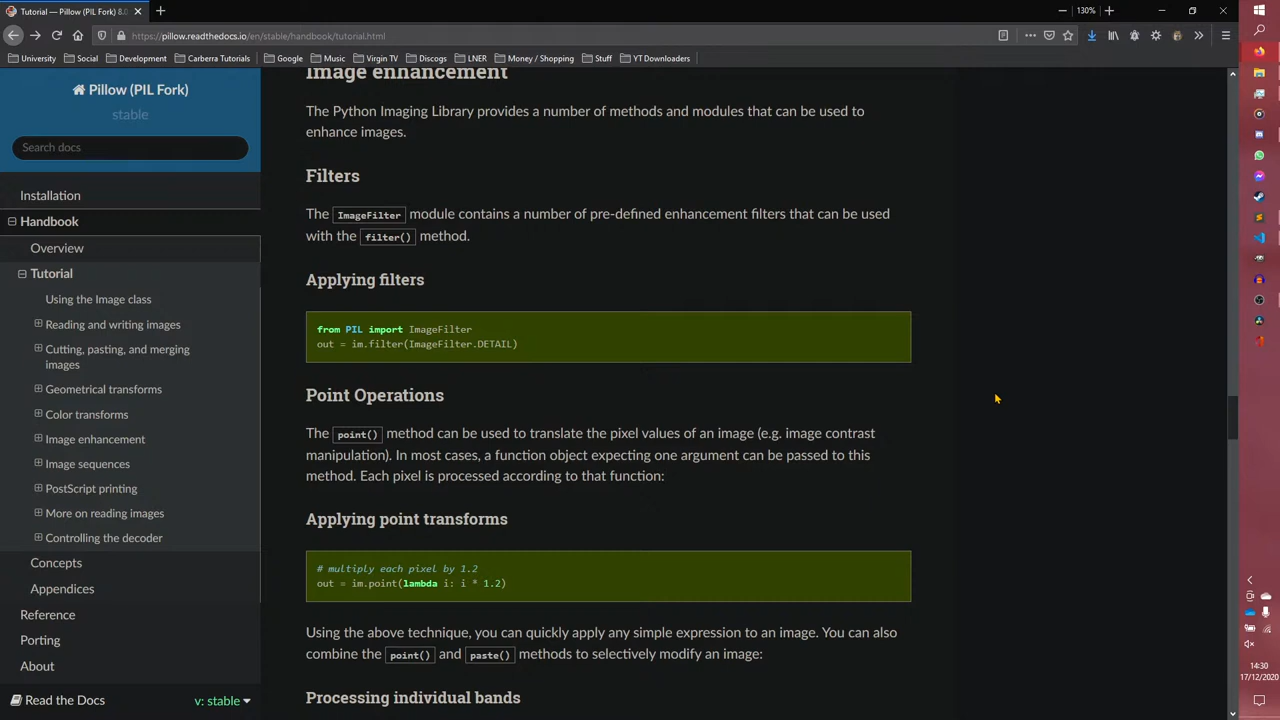 Tutorial — Pillow (PIL Fork) 8.0
130%
https://pillow.readthedocs.io/en/stable/handbook/tutorial.html
University
Social
Development
Carberra Tutorials
Google
Music
Virgin TV
Discogs
LNER
Money / Shopping
Stuff
YT Downloaders
Pillow (PIL Fork)
stable
Search docs
Installation
Handbook
Overview
Tutorial
Using the Image class
Reading and writing images
Cutting, pasting, and merging
images
Geometrical transforms
Color transforms
Image enhancement
Image sequences
PostScript printing
More on reading images
Controlling the decoder
Concepts
Appendices
Reference
Porting
About
Read the Docs
v: stable
Image enhancement
The Python Imaging Library provides a number of methods and modules that can be used to
enhance images.
Filters
The ImageFilter module contains a number of pre-defined enhancement filters that can be used
with the filter() method.
Applying filters
from PIL import ImageFilter
out = im.filter(ImageFilter.DETAIL)
Point Operations
The point() method can be used to translate the pixel values of an image (e.g. image contrast
manipulation). In most cases, a function object expecting one argument can be passed to this
method. Each pixel is processed according to that function:
Applying point transforms
# multiply each pixel by 1.2
out = im.point(lambda i: i * 1.2)
Using the above technique, you can quickly apply any simple expression to an image. You can also
combine the point() and paste() methods to selectively modify an image:
Processing individual bands
14:30
17/12/2020